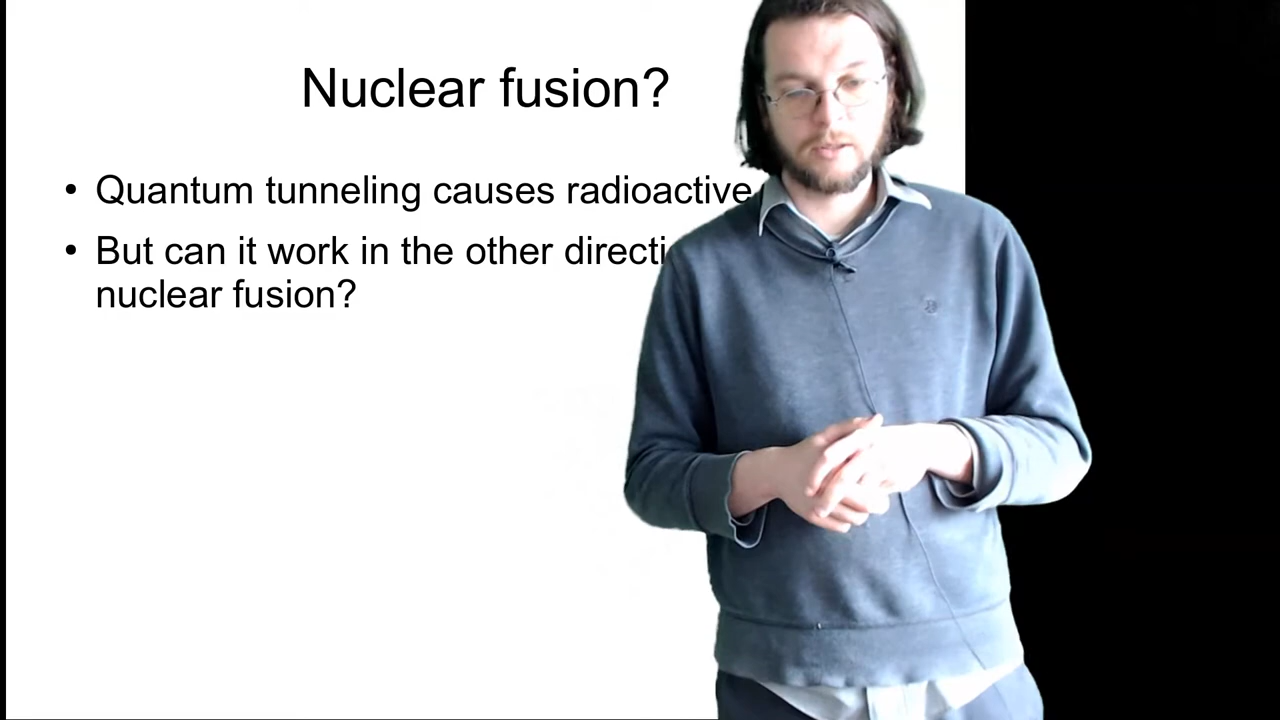 Nuclear fusion?
• Quantum tunneling causes radioactive
• But can it work in the other directi
nuclear fusion?